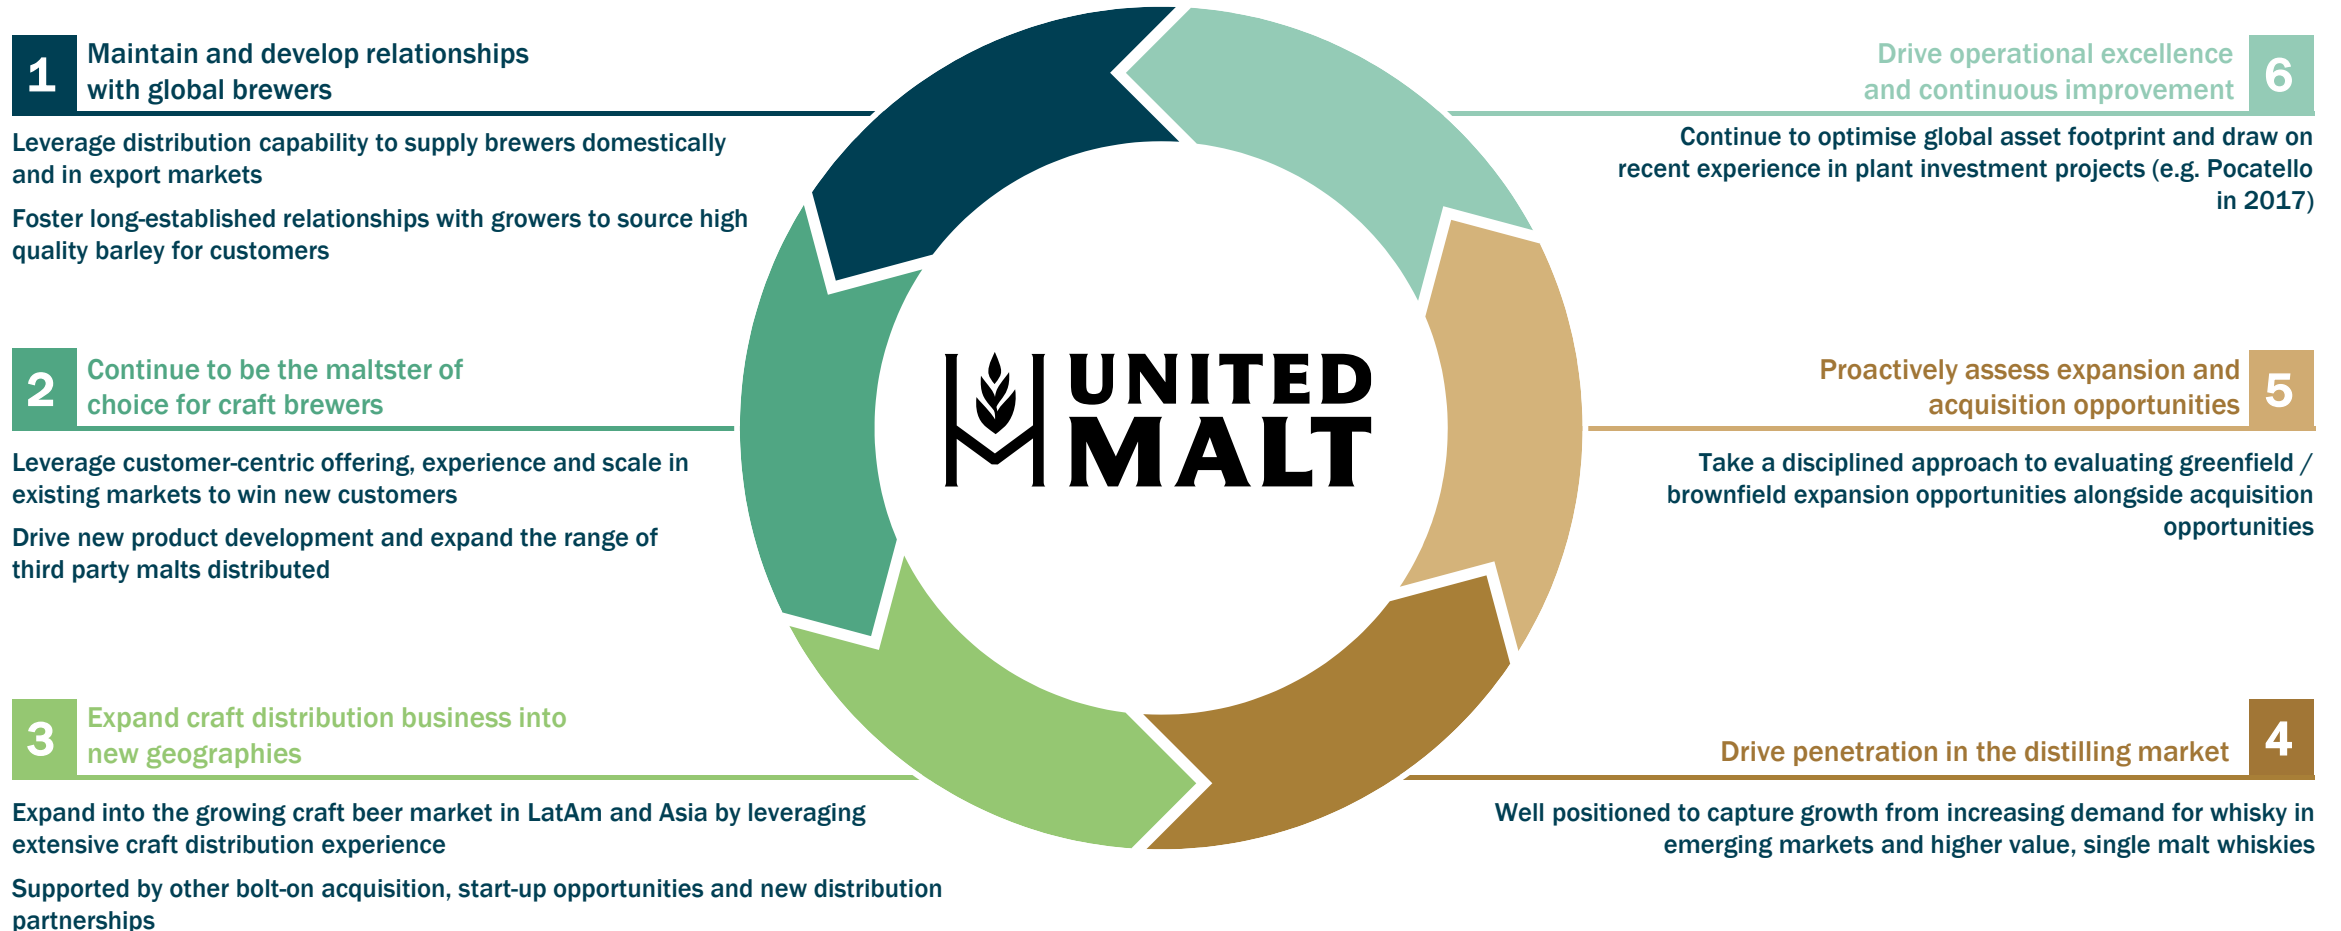 1
Maintain and develop relationships
with global brewers
Leverage distribution capability to supply brewers domestically
and in export markets
Foster long-established relationships with growers to source high
quality barley for customers
2
Continue to be the maltster of
choice for craft brewers
Leverage customer-centric offering, experience and scale in
existing markets to win new customers
Drive new product development and expand the range of
third party malts distributed
3
Expand craft distribution business into
new geographies
Expand into the growing craft beer market in LatAm and Asia by leveraging
extensive craft distribution experience
Supported by other bolt-on acquisition, start-up opportunities and new distribution
partnerships
UNITED
MALT
4
Drive penetration in the distilling market
Well positioned to capture growth from increasing demand for whisky in
emerging markets and higher value, single malt whiskies
5
Proactively assess expansion and
acquisition opportunities
Take a disciplined approach to evaluating greenfield /
brownfield expansion opportunities alongside acquisition
opportunities
6
Drive operational excellence
and continuous improvement
Continue to optimise global asset footprint and draw on
recent experience in plant investment projects (e.g. Pocatello
in 2017)